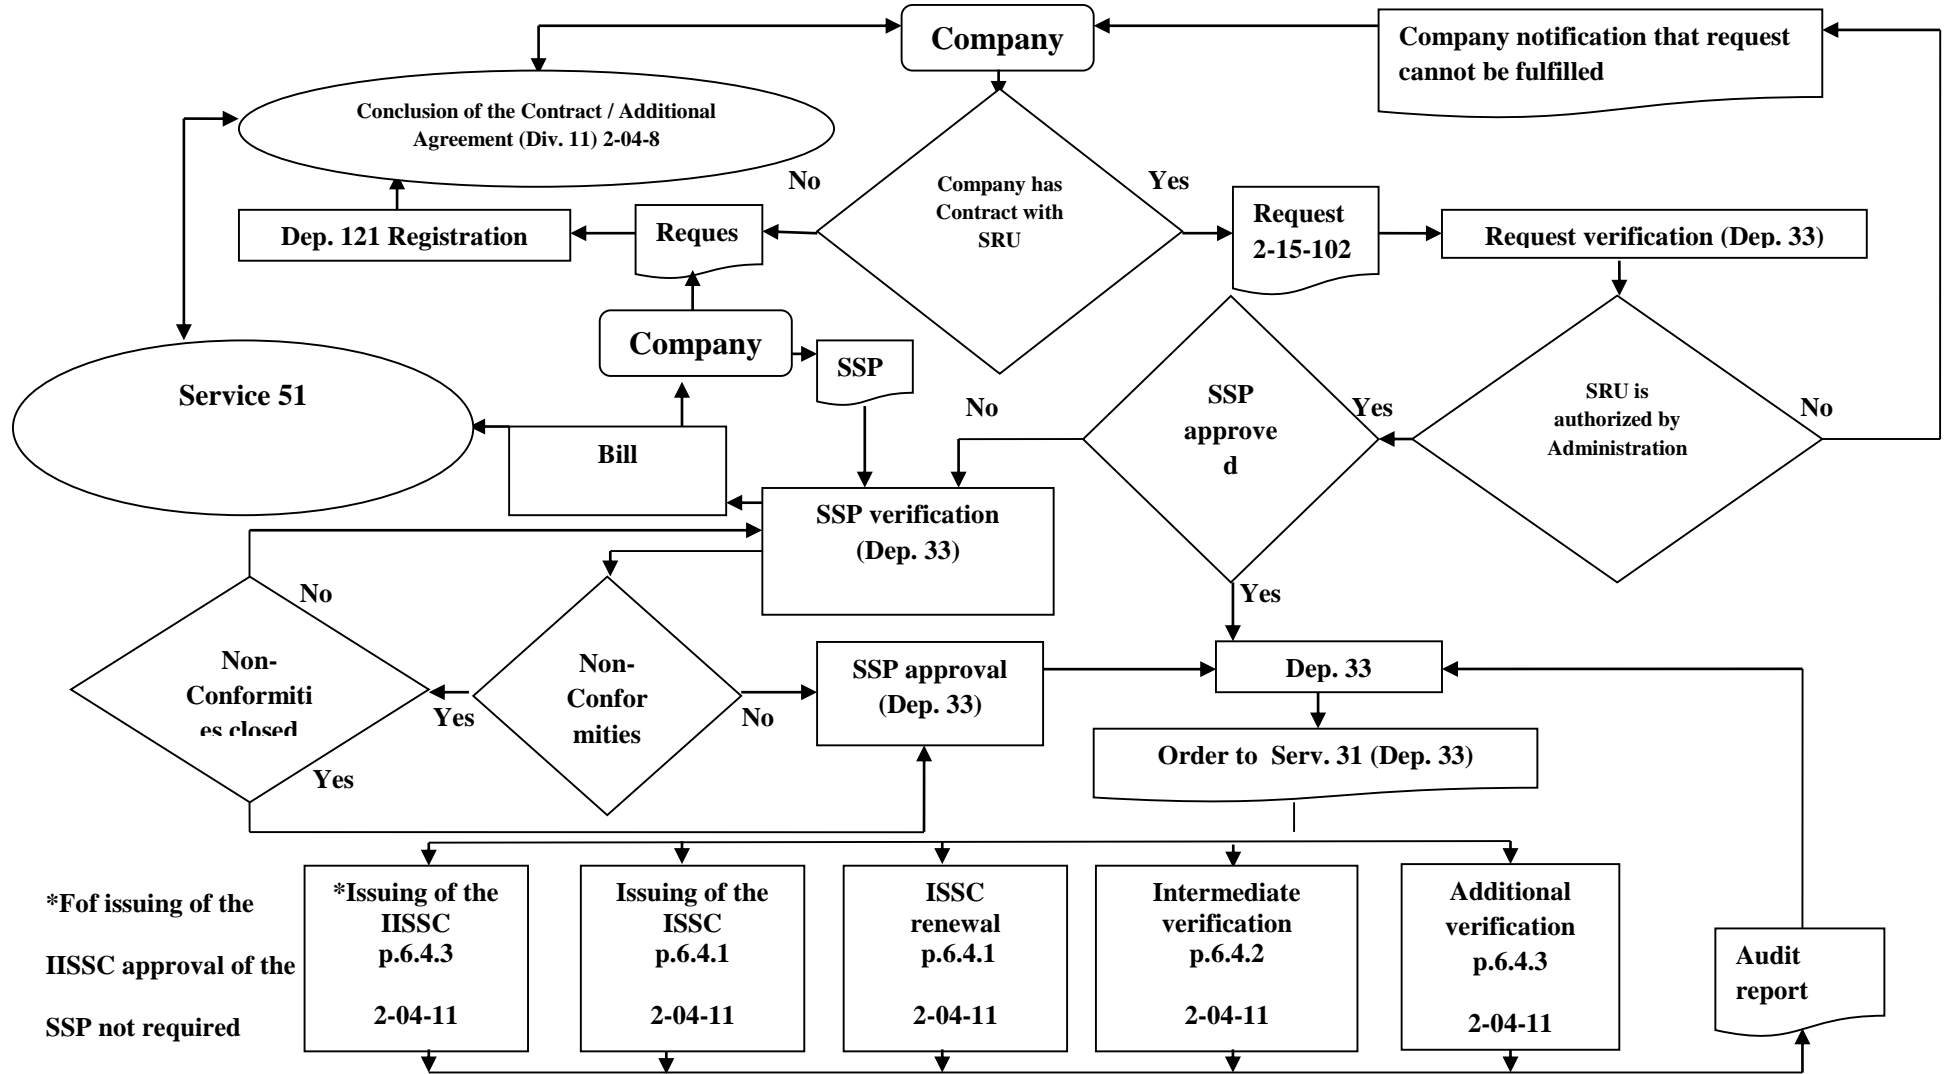 Company
Company notification that request
cannot be fulfilled
Conclusion of the Contract / Additional
Agreement (Div. 11) 2-04-8
No
Company has
Contract with
SRU
Yes
Dep. 121 Registration
Reques
Request
2-15-102
Request verification (Dep. 33)
Company
SSP
Service 51
Bill
No
SSP
approve
d
Yes
SRU is
authorized by
Administration
No
SSP verification
(Dep. 33)
Yes
No
Non-
Conformiti
es closed
Yes
Yes
Non-
Confor
mities
No
SSP approval
(Dep. 33)
Dep. 33
Order to Serv. 31 (Dep. 33)
*Fof issuing of the
IISSC approval of the
SSP not required
*Issuing of the
IISSC
p.6.4.3
2-04-11
Issuing of the
ISSC
p.6.4.1
2-04-11
ISSC
renewal
p.6.4.1
2-04-11
Intermediate
verification
p.6.4.2
2-04-11
Additional
verification
p.6.4.3
2-04-11
Audit
report